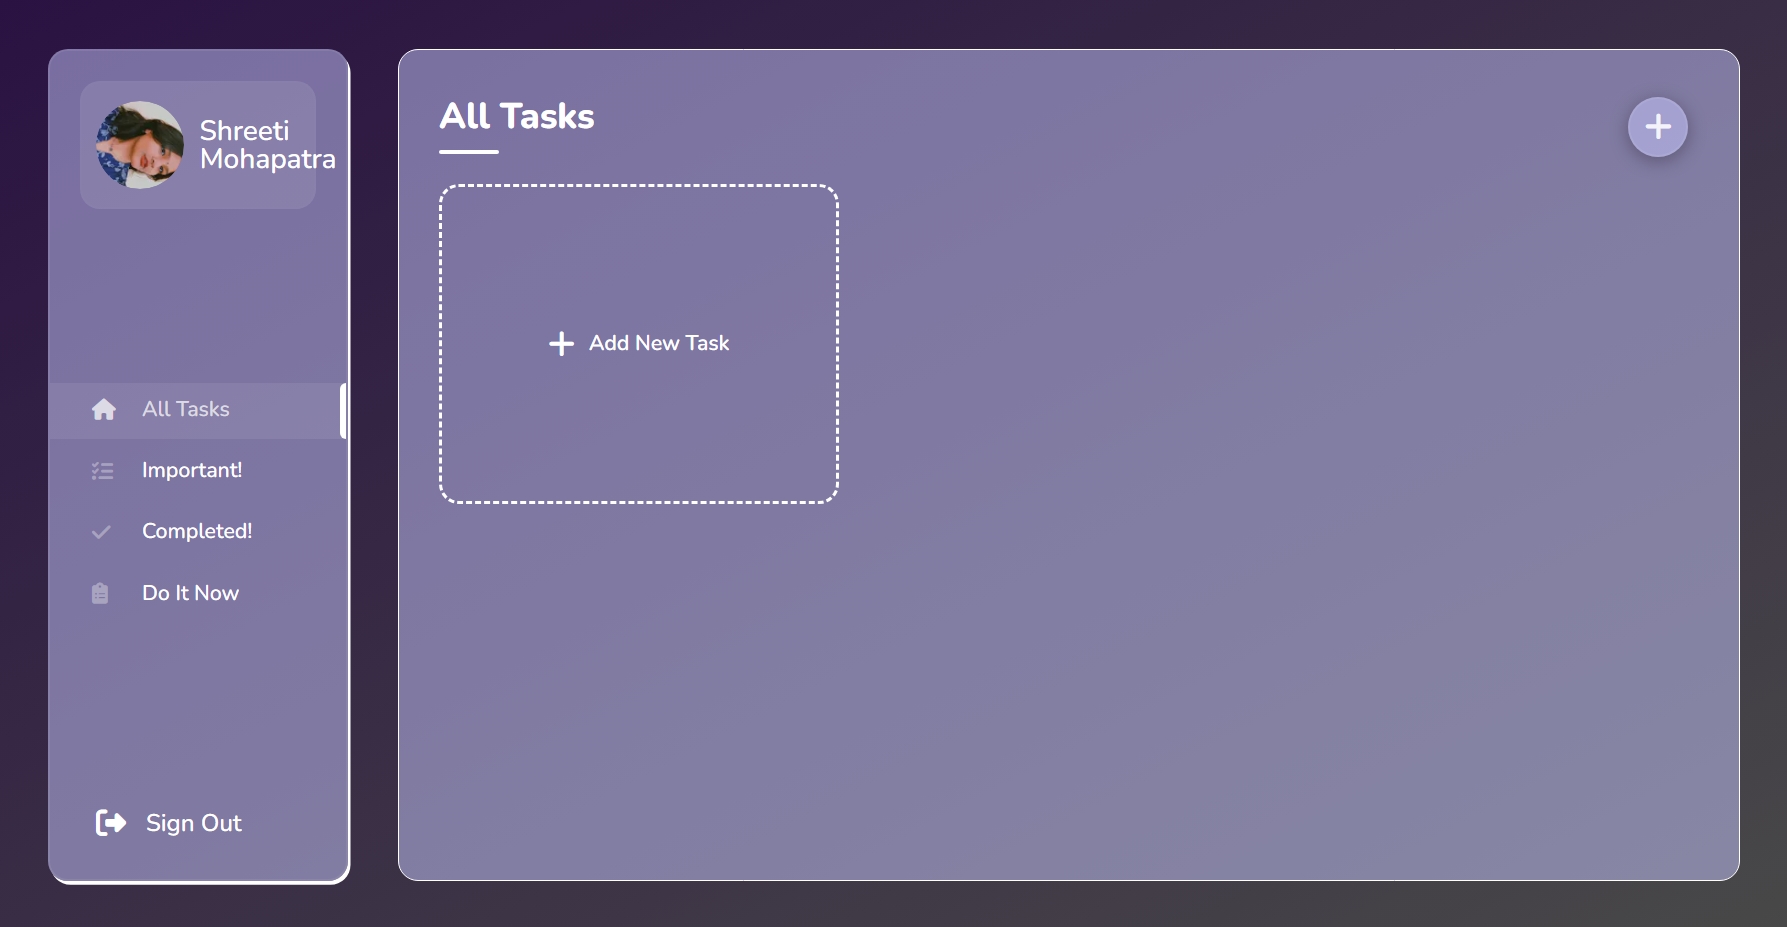 Shreeti
Mohapatra
All Tasks
Important!
Completed!
Do It Now
Sign Out
All Tasks
Add New Task